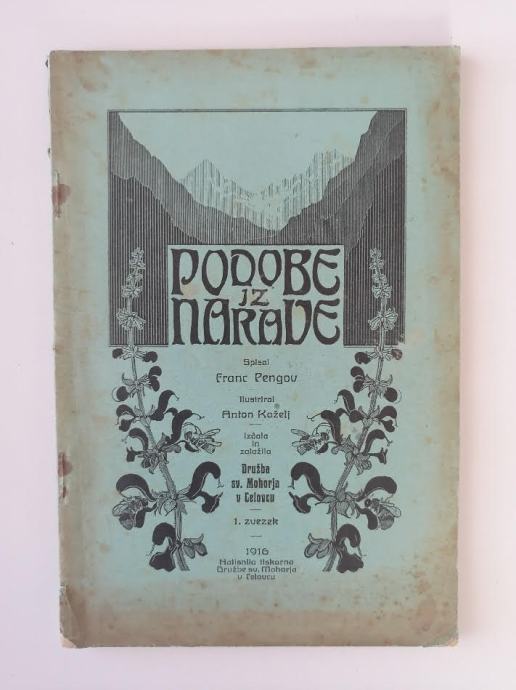 PODOBE
IZ
NARAVE
Spisal
Franc Pengov
Ilustriral
Anton Koželj
Izdala
in
založila
Družba
sv. Mohorja
v Celovcu
1. zvezek
1916
Natisnila tiskarna
Družbe sv. Mohorja
v Celovcu